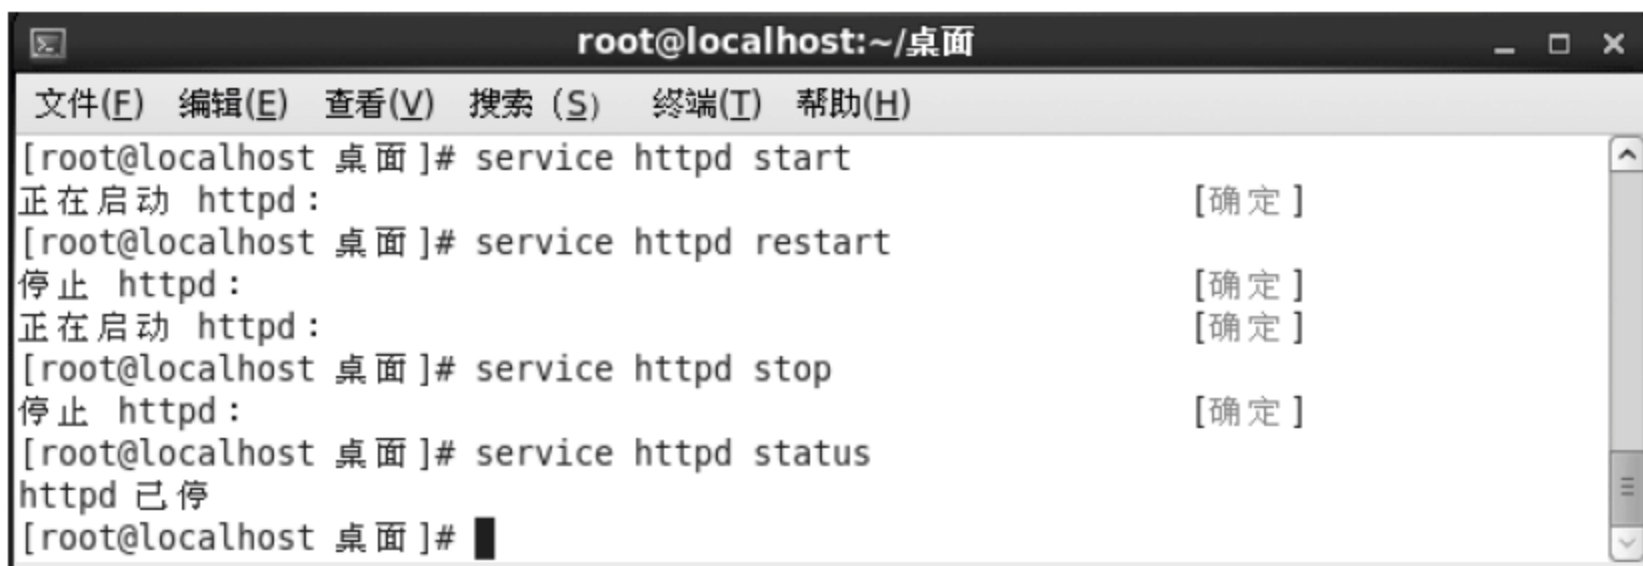 root@localhost:~/桌面
文件(F) 编辑(E) 查看(V) 搜索 (S) 终端(T) 帮助(H)
[root@localhost 桌面]# service httpd start
正在启动 httpd： [确定]
[root@localhost 桌面]# service httpd restart
停止 httpd： [确定]
正在启动 httpd： [确定]
[root@localhost 桌面]# service httpd stop
停止 httpd： [确定]
[root@localhost 桌面]# service httpd status
httpd 已停
[root@localhost 桌面]#